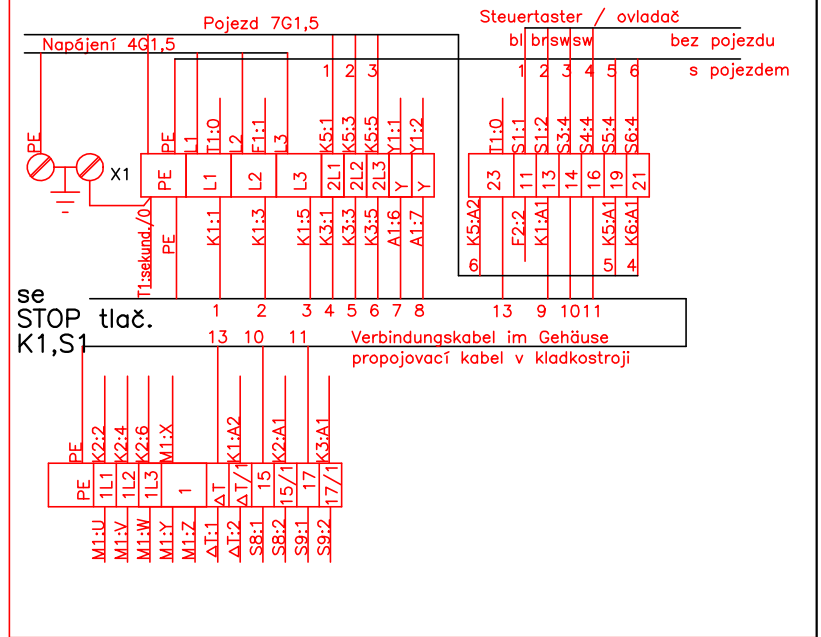 Pojezd 7G1,5
Steuertaster / ovladač
Napájení 4G1,5
bl br sw sw
bez pojezdu
1 2 3
1 2 3 4 5 6
s pojezdem
PE
PE L1 T1:0 L2 F1:1 L3 K5:1 K5:3 K5:5 Y1:1 Y1:2
T1:0 S1:1 S1:2 S3:4 S4:4 S5:4 S6:4
X1
PE L1 L2 L3 2L1 2L2 2L3 Y Y
23 11 13 14 16 19 21
T1:sekund./0 PE K1:1 K1:3 K1:5 K3:1 K3:3 K3:5 A1:6 A1:7
K5:A2 F2:2 K1:A1 K5:A1 K6:A1
6 5 4
se
STOP tlač.
K1,S1
1 2 3 4 5 6 7 8
13 9 10 11
13 10 11
Verbindungskabel im Gehäuse
propojovací kabel v kladkostroji
PE K2:2 K2:4 K2:6 M1:X K1:A2 K2:A1 K3:A1
PE 1L1 1L2 1L3 1 ΔT ΔT/1 15 15/1 17 17/1
M1:U M1:V M1:W M1:Y M1:Z ΔT:1 ΔT:2 S8:1 S8:2 S9:1 S9:2